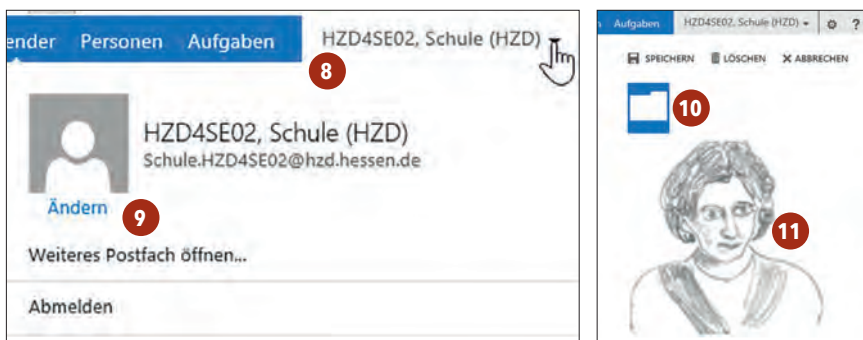 ender Personen Aufgaben HZD4SE02, Schule (HZD)
8
HZD4SE02, Schule (HZD)
Schule.HZD4SE02@hzd.hessen.de
Ändern 9
Weiteres Postfach öffnen...
Abmelden
n Aufgaben HZD4SE02, Schule (HZD) ?
SPEICHERN LÖSCHEN ABBRECHEN
10
11